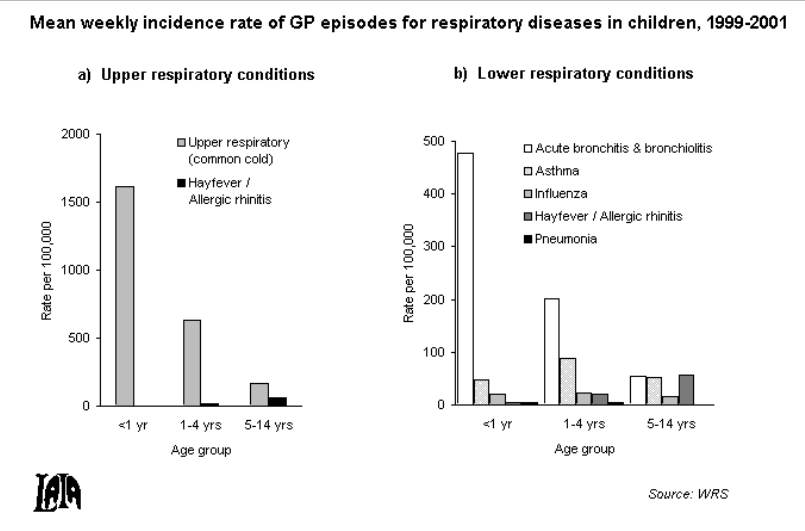 Mean weekly incidence rate of GP episodes for respiratory diseases in children, 1999-2001
a) Upper respiratory conditions
2000
1500
1000
500
0
Rate per 100,000
Upper respiratory
(common cold)
Hayfever /
Allergic rhinitis
<1 yr 1-4 yrs 5-14 yrs
Age group
b) Lower respiratory conditions
500
400
300
200
100
0
Rate per 100,000
Acute bronchitis & bronchiolitis
Asthma
Influenza
Hayfever / Allergic rhinitis
Pneumonia
<1 yr 1-4 yrs 5-14 yrs
Age group
Source: WRS